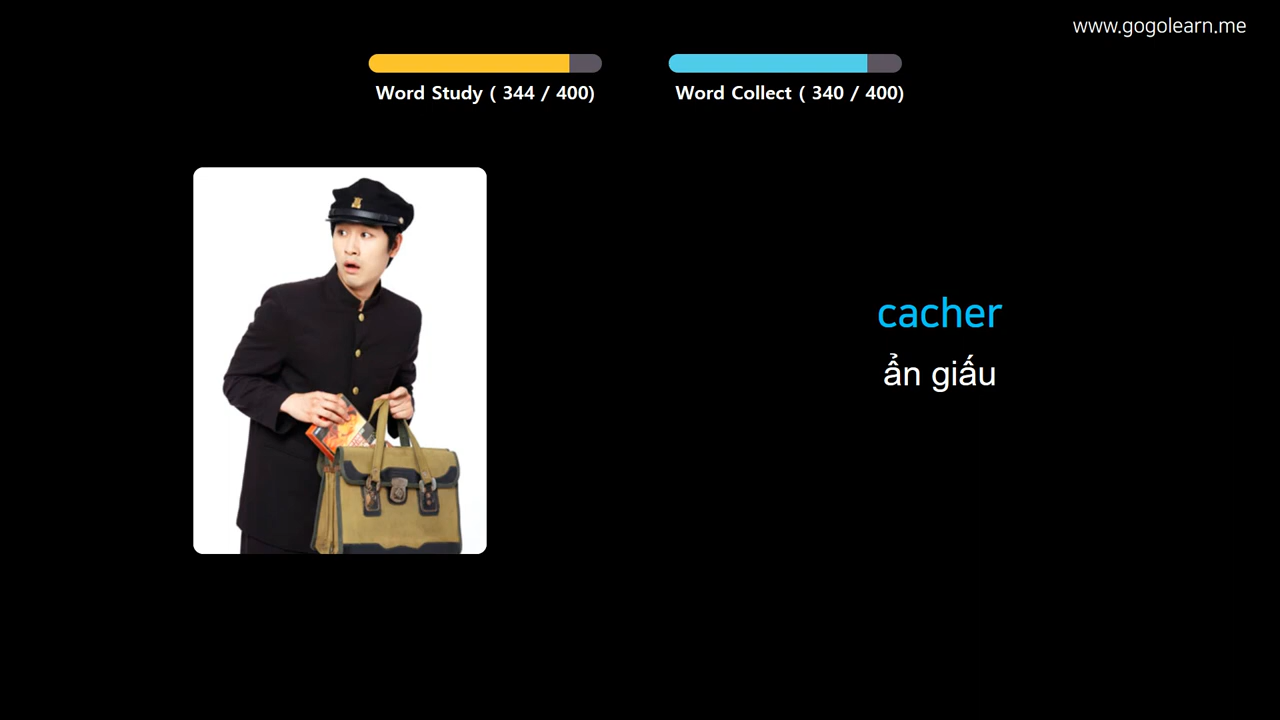 www.gogolearn.me
Word Study ( 344 / 400)
Word Collect ( 340 / 400)
cacher
ẩn giấu